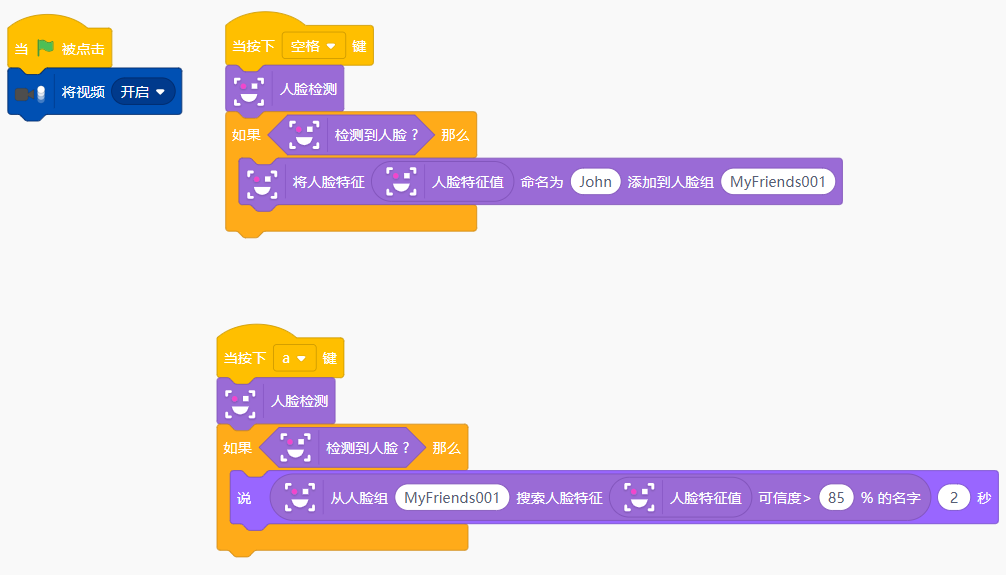 当 被点击
将视频 开启
当按下 空格 键
人脸检测
如果 检测到人脸？ 那么
将人脸特征 人脸特征值 命名为 John 添加到人脸组 MyFriends001
当按下 a 键
人脸检测
如果 检测到人脸？ 那么
说 从人脸组 MyFriends001 搜索人脸特征 人脸特征值 可信度> 85 % 的名字 2 秒